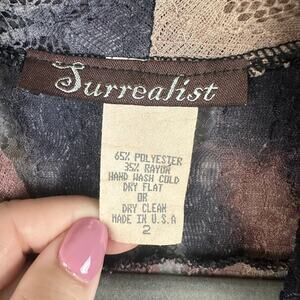 Surrealist
65% POLYESTER
35% RAYON
HAND WASH COLD
DRY FLAT
OR
DRY CLEAN
MADE IN U.S.A
2